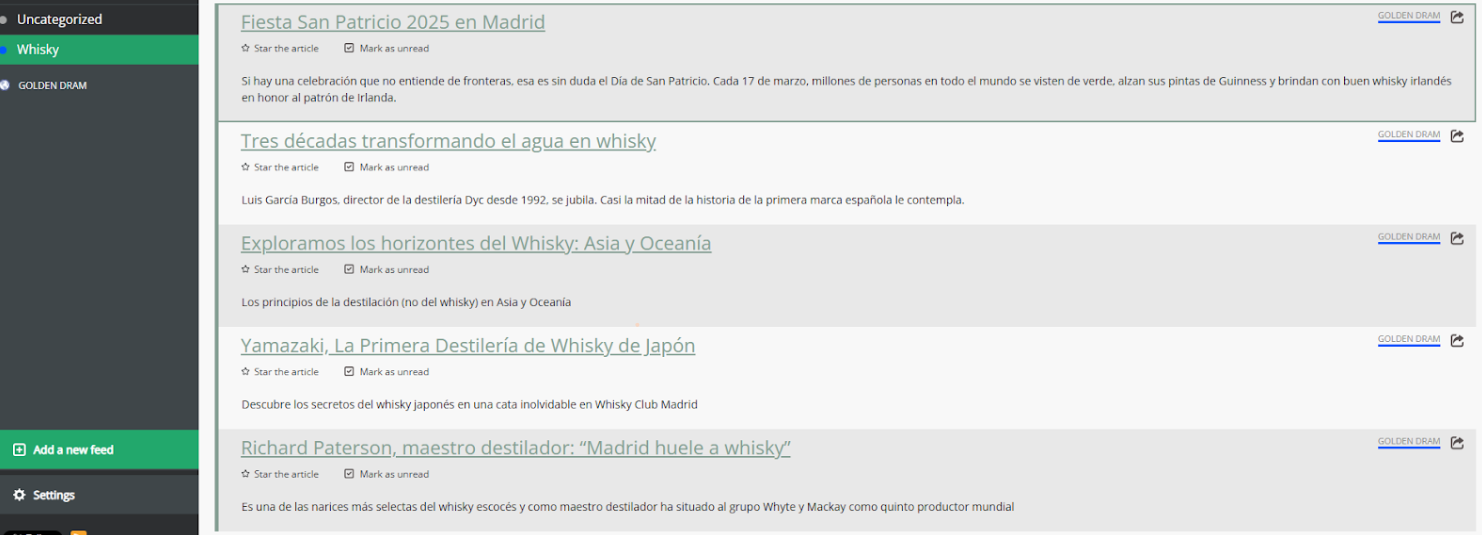 Uncategorized
Whisky
GOLDEN DRAM
Add a new feed
Settings
Fiesta San Patricio 2025 en Madrid
GOLDEN DRAM
Star the article Mark as unread
Si hay una celebración que no entiende de fronteras, esa es sin duda el Día de San Patricio. Cada 17 de marzo, millones de personas en todo el mundo se visten de verde, alzan sus pintas de Guinness y brindan con buen whisky irlandés
en honor al patrón de Irlanda.
Tres décadas transformando el agua en whisky
GOLDEN DRAM
Star the article Mark as unread
Luis García Burgos, director de la destilería Dyc desde 1992, se jubila. Casi la mitad de la historia de la primera marca española le contempla.
Exploramos los horizontes del Whisky: Asia y Oceanía
GOLDEN DRAM
Star the article Mark as unread
Los principios de la destilación (no del whisky) en Asia y Oceanía
Yamazaki, La Primera Destilería de Whisky de Japón
GOLDEN DRAM
Star the article Mark as unread
Descubre los secretos del whisky japonés en una cata inolvidable en Whisky Club Madrid
Richard Paterson, maestro destilador: “Madrid huele a whisky”
GOLDEN DRAM
Star the article Mark as unread
Es una de las narices más selectas del whisky escocés y como maestro destilador ha situado al grupo Whyte y Mackay como quinto productor mundial